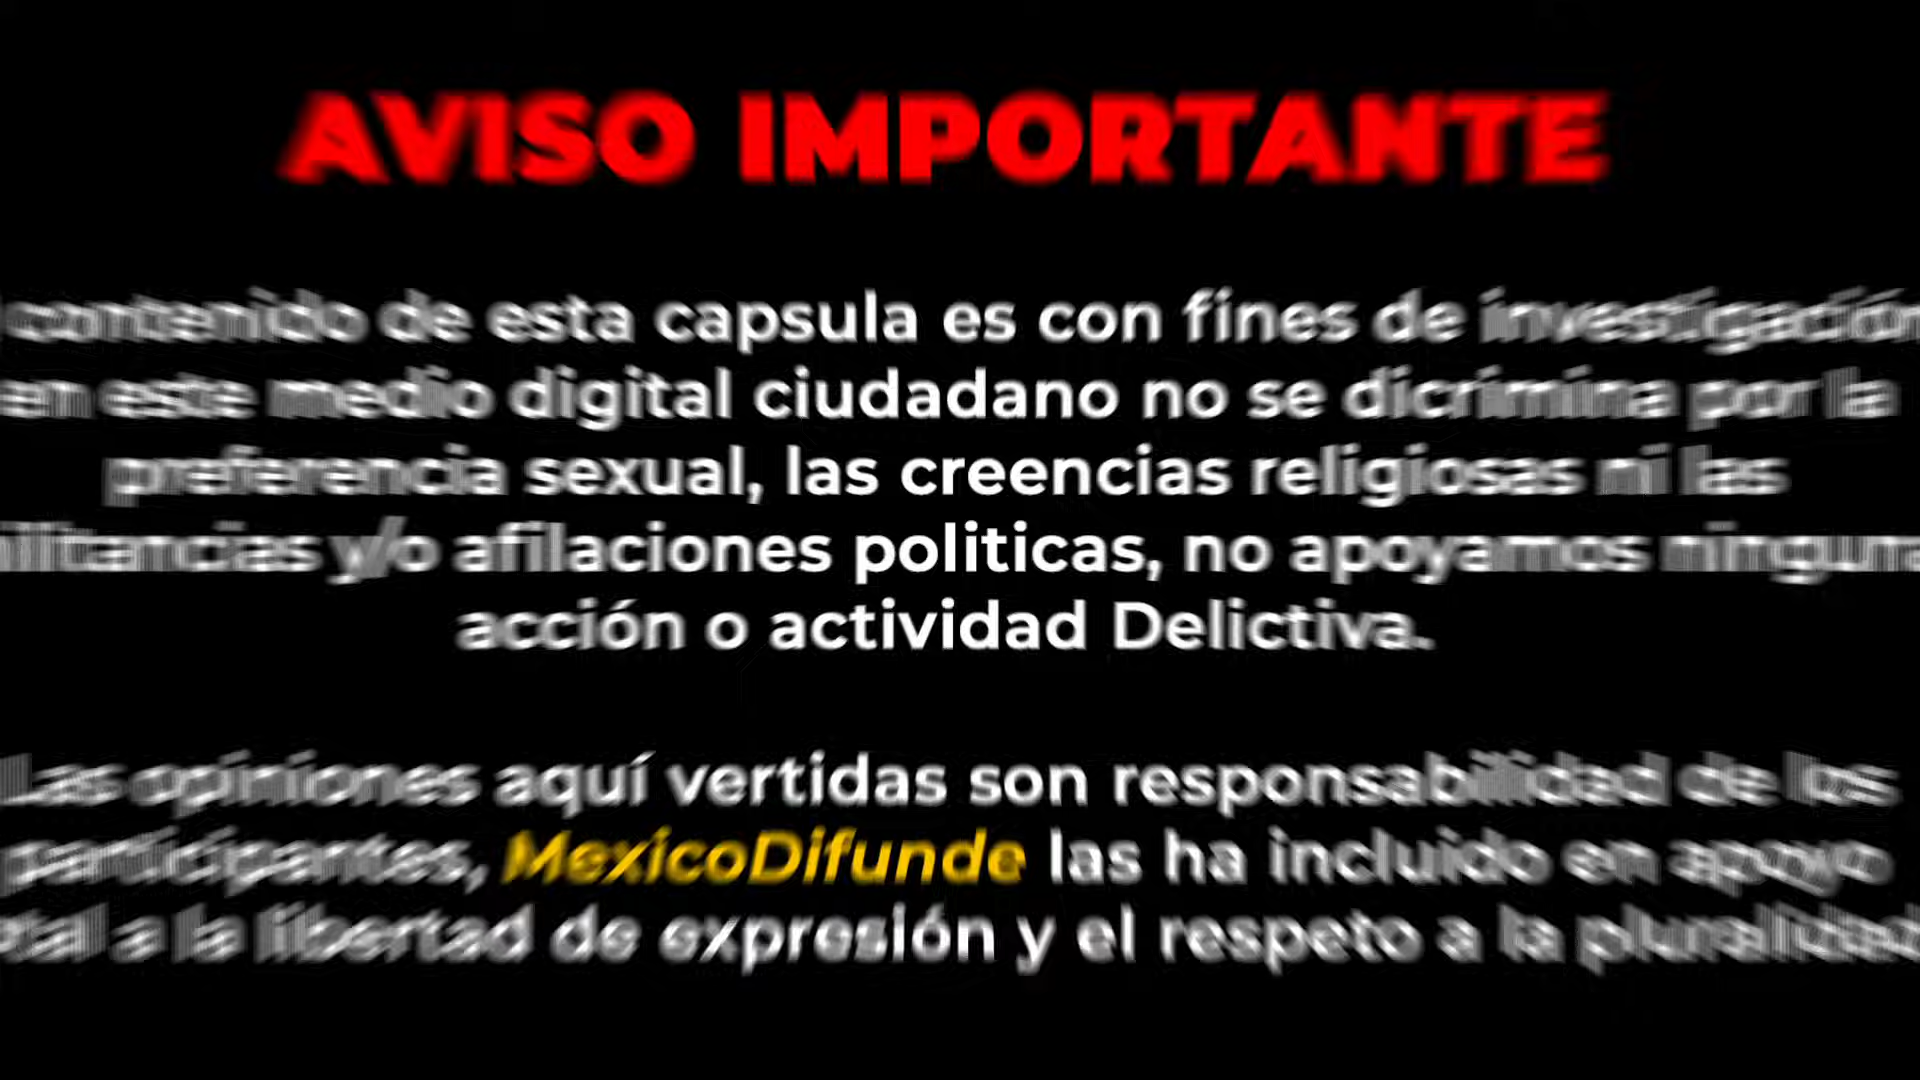 AVISO IMPORTANTE
contenido de esta capsula es con fines de investigación
en este medio digital ciudadano no se dicrimina por la
preferencia sexual, las creencias religiosas ni las
y/o afilaciones politicas, no apoyamos
acción o actividad Delictiva.
Las opiniones aquí vertidas son responsabilidad de los
participantes, MexicoDifunde las ha incluido en apoyo
a la libertad de expresión y el respeto a la pluralidad